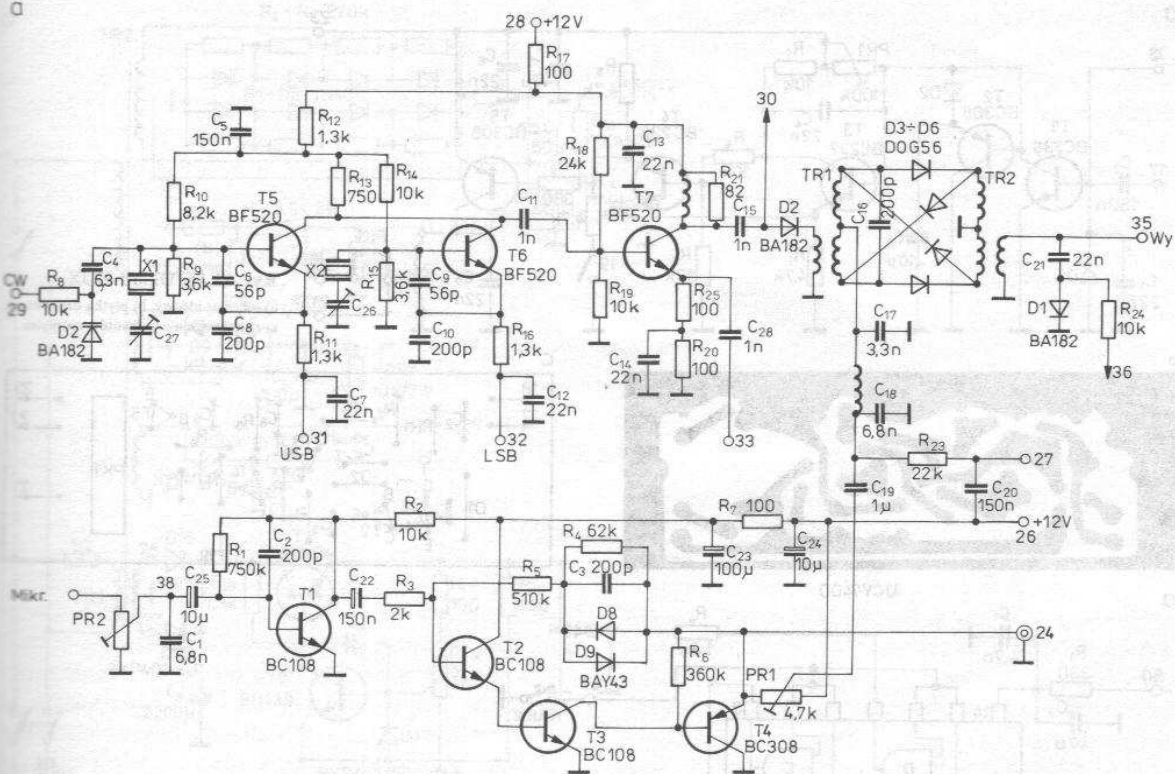 a
28 +12V
R17
100
R12
1,3k
C5
150n
R18
24k
C13
22n
30
D3÷D6
DOG56
R10
8,2k
R13
750
R14
10k
T5
BF520
C11
1n
T7
BF520
R21
82
C15
1n
D2
BA182
TR1
C16
200p
TR2
35
Wy
CW
29
R8
10k
C4
63n
X1
R9
3,6k
C6
56p
X2
R15
3,6k
C9
56p
T6
BF520
R19
10k
R25
100
C21
22n
D1
BA182
R24
10k
36
D2
BA182
C27
C8
200p
R11
1,3k
C26
C10
200p
R16
1,3k
C14
22n
R20
100
C28
1n
C17
3,3n
C7
22n
C12
22n
31
USB
32
LSB
33
C18
6,8n
R23
22k
27
C19
1µ
C20
150n
+12V
26
R2
10k
R7 100
R4 62k
C3 200p
C23
100µ
C24
10µ
R1
750k
C2
200p
Mikr.
38
C25
10µ
PR2
C1
6,8n
T1
BC108
C22
150n
R3
2k
R5
510k
D8
D9
BAY43
24
T2
BC108
R6
360k
PR1
4,7k
T3
BC108
T4
BC308